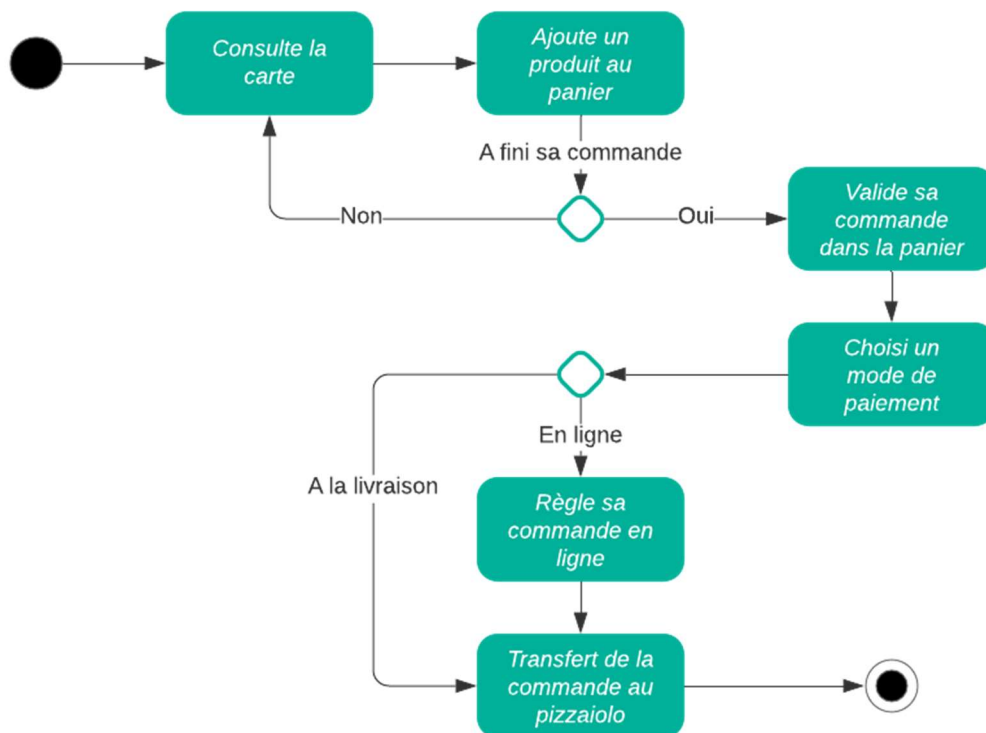 Consulte la
carte
Ajoute un
produit au
panier
A fini sa commande
Non
Oui
Valide sa
commande
dans la panier
Choisi un
mode de
paiement
En ligne
A la livraison
Règle sa
commande en
ligne
Transfert de la
commande au
pizzaiolo